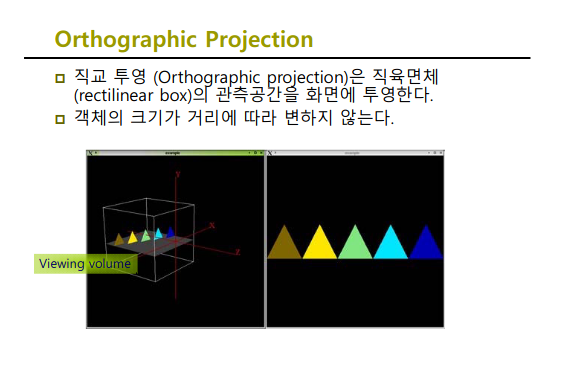 Orthographic Projection
직교 투영 (Orthographic projection)은 직육면체
(rectilinear box)의 관측공간을 화면에 투영한다.
객체의 크기가 거리에 따라 변하지 않는다.
example
example
y
x
z
Viewing volume